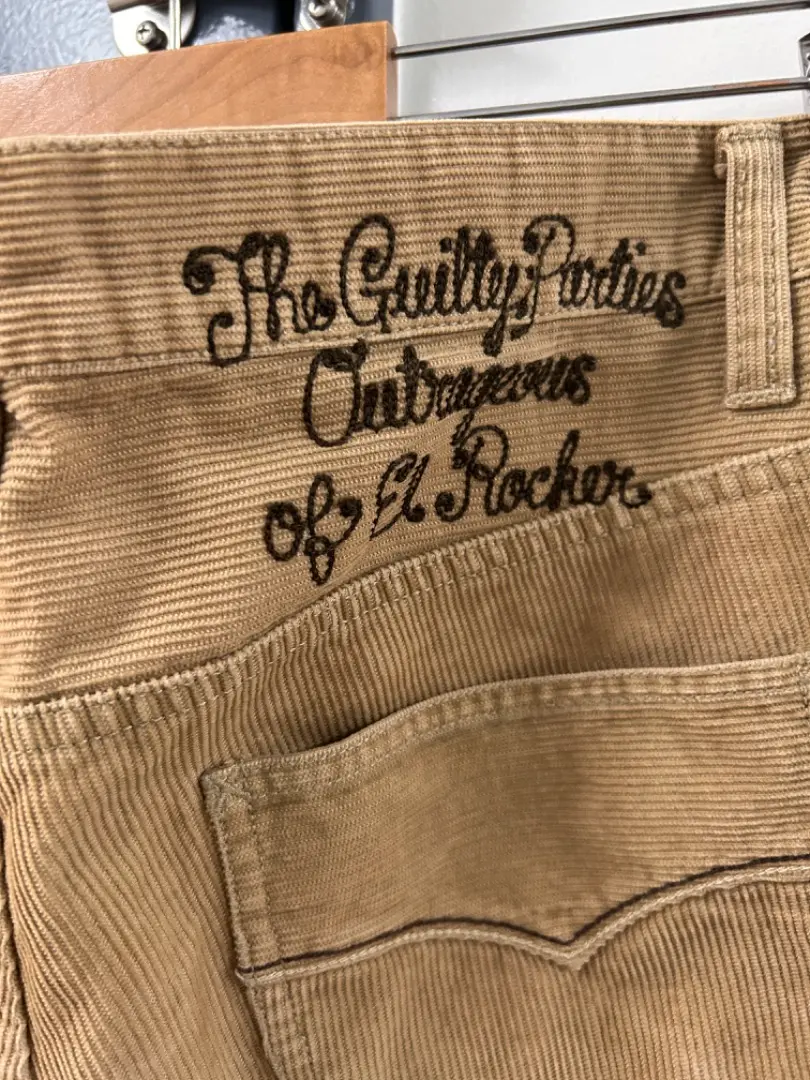 The Guilty Parties
Outrageous
of El Rocker